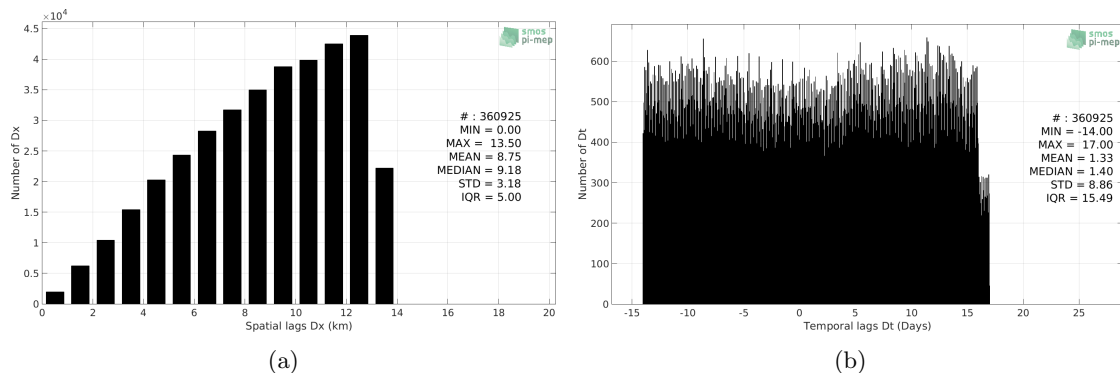 ×10⁴
4.5
4
3.5
3
2.5
2
1.5
1
0.5
0
Number of Dx
0 2 4 6 8 10 12 14 16 18 20
Spatial lags Dx (km)
smos
pi-mep
# : 360925
MIN = 0.00
MAX = 13.50
MEAN = 8.75
MEDIAN = 9.18
STD = 3.18
IQR = 5.00
(a)
600
500
400
300
200
100
0
Number of Dt
-15 -10 -5 0 5 10 15 20 25
Temporal lags Dt (Days)
smos
pi-mep
# : 360925
MIN = -14.00
MAX = 17.00
MEAN = 1.33
MEDIAN = 1.40
STD = 8.86
IQR = 15.49
(b)